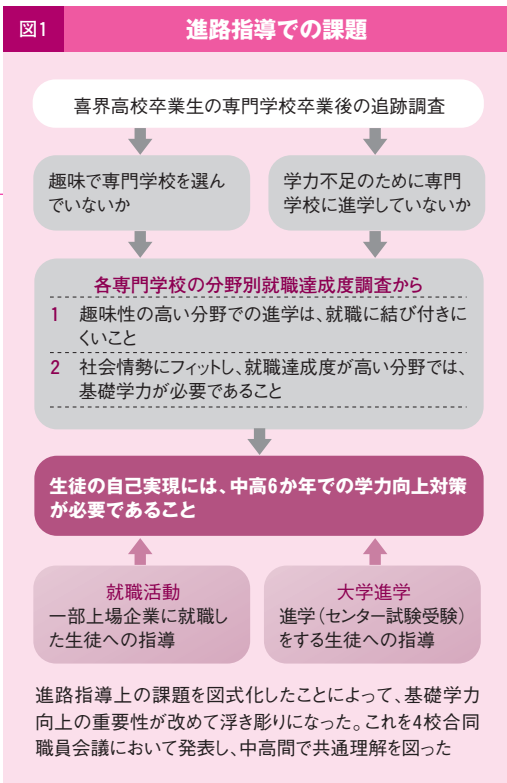 図1
進路指導での課題
喜界高校卒業生の専門学校卒業後の追跡調査
趣味で専門学校を選ん
でいないか
学力不足のために専門
学校に進学していないか
各専門学校の分野別就職達成度調査から
1 趣味性の高い分野での進学は、就職に結び付きに
くいこと
2 社会情勢にフィットし、就職達成度が高い分野では、
基礎学力が必要であること
生徒の自己実現には、中高6か年での学力向上対策
が必要であること
就職活動
一部上場企業に就職し
た生徒への指導
大学進学
進学(センター試験受験)
をする生徒への指導
進路指導上の課題を図式化したことによって、基礎学力
向上の重要性が改めて浮き彫りになった。これを4校合同
職員会議において発表し、中高間で共通理解を図った